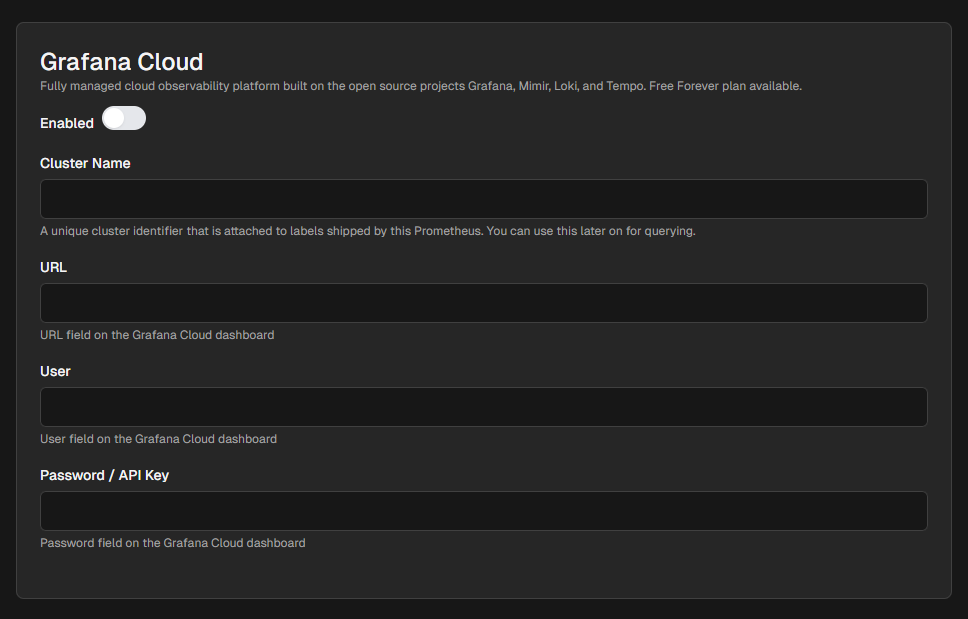 Grafana Cloud
Fully managed cloud observability platform built on the open source projects Grafana, Mimir, Loki, and Tempo. Free Forever plan available.
Enabled
Cluster Name
A unique cluster identifier that is attached to labels shipped by this Prometheus. You can use this later on for querying.
URL
URL field on the Grafana Cloud dashboard
User
User field on the Grafana Cloud dashboard
Password / API Key
Password field on the Grafana Cloud dashboard